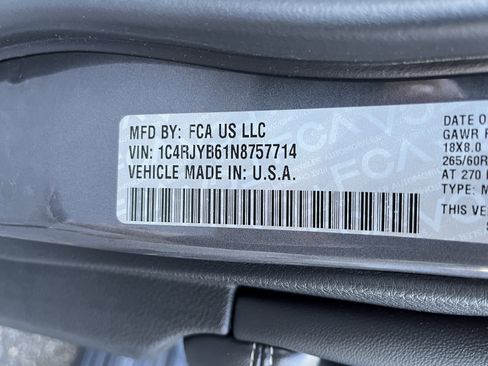 MFD BY: FCA US LLC
VIN: 1C4RJYB61N8757714
VEHICLE MADE IN: U.S.A.
DATE O
GAWR F
18X8.0
265/60R
AT 270
TYPE: M
THIS VE